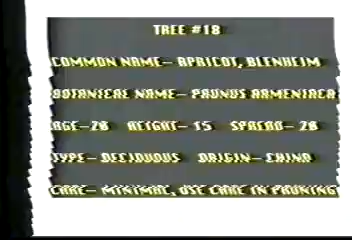 TREE #18
COMMON NAME- APRICOT, BLENHEIM
BOTANICAL NAME- PRUNUS ARMENIACA
AGE-20 HEIGHT- 15 SPREAD- 20
TYPE- DECIDUOUS ORIGIN- CHINA
CARE- MINIMAL, USE CARE IN PRUNING